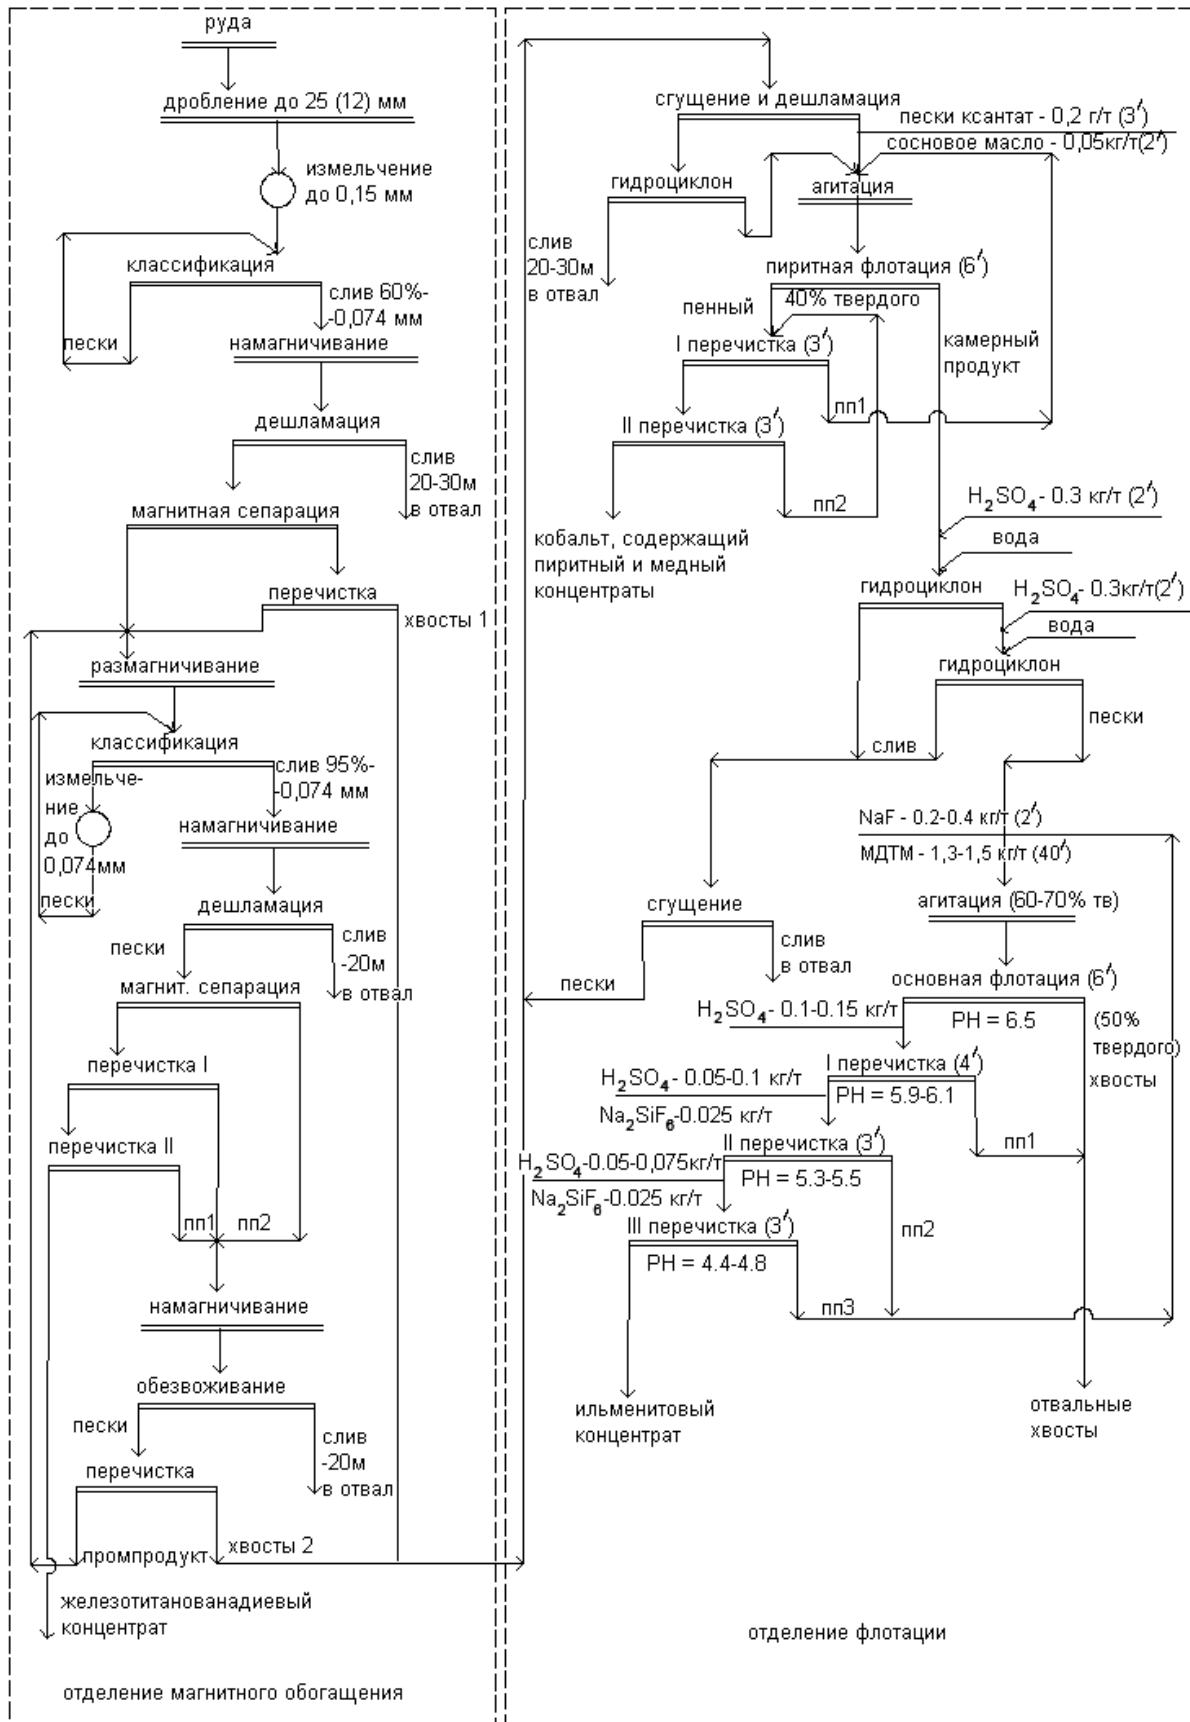 руда
дробление до 25 (12) мм
измельчение
до 0,15 мм
классификация
слив 60%-
-0,074 мм
пески
намагничивание
дешламация
слив
20-30м
в отвал
магнитная сепарация
перечистка
хвосты 1
размагничивание
классификация
измельче-
ние
до
0,074мм
слив 95%-
-0,074 мм
намагничивание
пески
дешламация
пески
слив
-20м
в отвал
магнит. сепарация
перечистка I
перечистка II
пп1
пп2
намагничивание
обезвоживание
пески
слив
-20м
в отвал
перечистка
хвосты 2
промпродукт
железотитанованадиевый
концентрат
отделение магнитного обогащения
сгущение и дешламация
пески ксантат - 0,2 г/т (3′)
сосновое масло - 0,05кг/т(2′)
гидроциклон
агитация
слив
20-30м
в отвал
пиритная флотация (6′)
40% твердого
пенный
камерный
продукт
I перечистка (3′)
пп1
II перечистка (3′)
пп2
кобальт, содержащий
пиритный и медный
концентраты
H₂SO₄- 0.3 кг/т (2′)
вода
гидроциклон
H₂SO₄- 0.3кг/т(2′)
вода
гидроциклон
пески
слив
NaF - 0.2-0.4 кг/т (2′)
МДТМ - 1,3-1,5 кг/т (40′)
сгущение
агитация (60-70% тв)
слив
в отвал
пески
основная флотация (6′)
H₂SO₄- 0.1-0.15 кг/т
PH = 6.5
(50%
твердого)
хвосты
I перечистка (4′)
H₂SO₄- 0.05-0.1 кг/т
PH = 5.9-6.1
Na₂SiF₆-0.025 кг/т
пп1
II перечистка (3′)
H₂SO₄-0.05-0,075кг/т
PH = 5.3-5.5
Na₂SiF₆-0.025 кг/т
пп2
III перечистка (3′)
PH = 4.4-4.8
пп3
ильменитовый
концентрат
отвальные
хвосты
отделение флотации